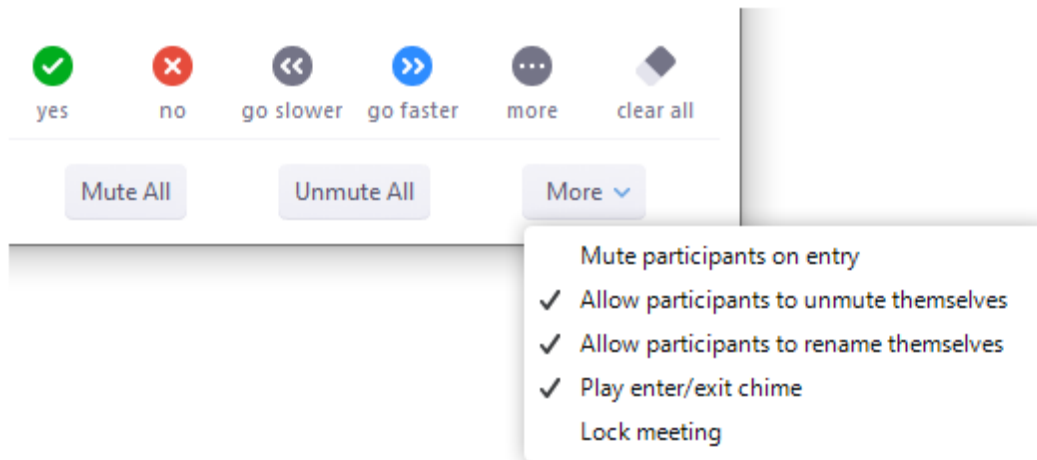 yes no go slower go faster more clear all
Mute All Unmute All More
Mute participants on entry
Allow participants to unmute themselves
Allow participants to rename themselves
Play enter/exit chime
Lock meeting